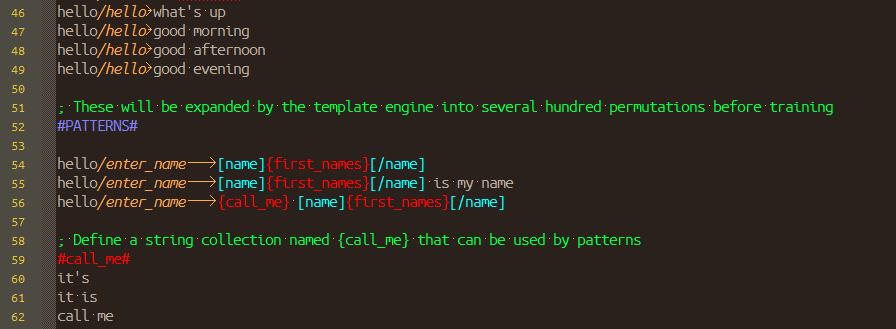 46 hello/hello→what's up
47 hello/hello→good morning
48 hello/hello→good afternoon
49 hello/hello→good evening
50
51 ; These will be expanded by the template engine into several hundred permutations before training
52 #PATTERNS#
53
54 hello/enter_name→[name]{first_names}[/name]
55 hello/enter_name→[name]{first_names}[/name] is my name
56 hello/enter_name→{call_me} [name]{first_names}[/name]
57
58 ; Define a string collection named {call_me} that can be used by patterns
59 #call_me#
60 it's
61 it is
62 call me